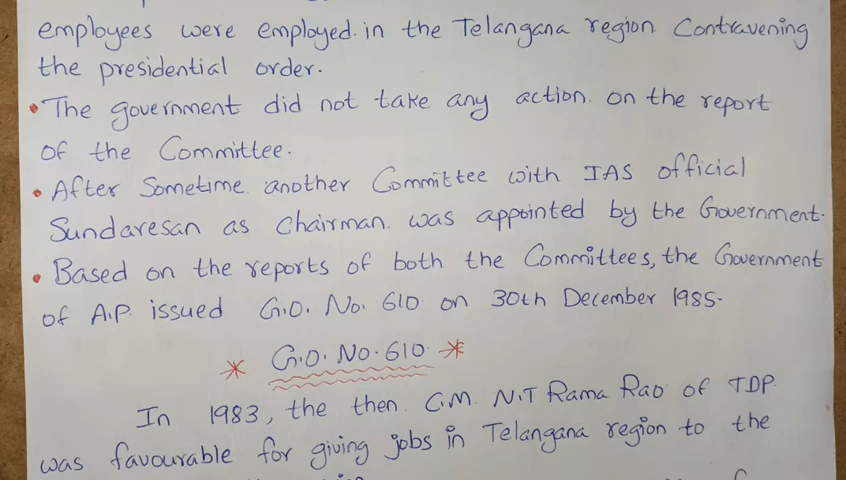 employees were employed in the Telangana region Contravening
the presidential order.
• The government did not take any action on the report
of the Committee.
• After Sometime another Committee with IAS official
Sundaresan as chairman was appointed by the Government.
• Based on the reports of both the Committees, the Government
of A.P. issued G.O. No. 610 on 30th December 1985.
* G.O. No. 610 *
In 1983, the then C.M. N.T Rama Rao of TDP
was favourable for giving jobs in Telangana region to the